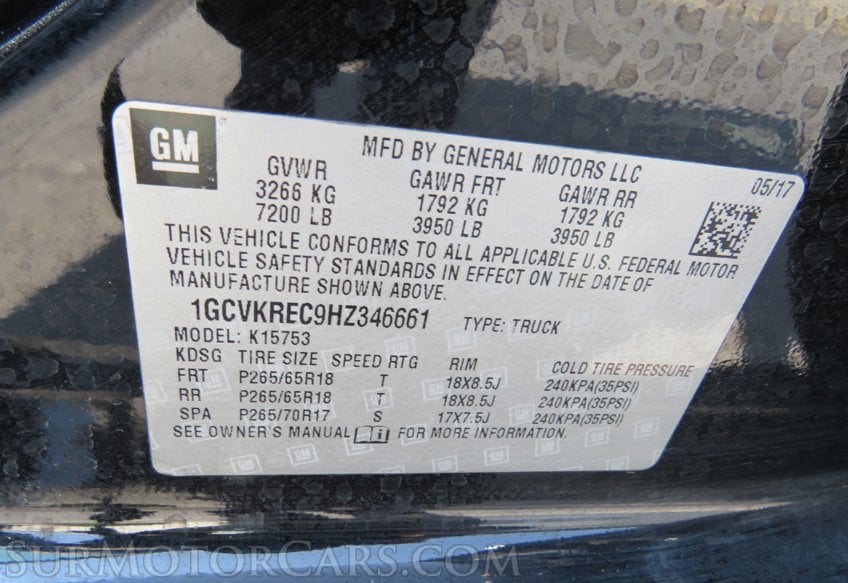 GM
MFD BY GENERAL MOTORS LLC
05/17
GVWR GAWR FRT GAWR RR
3266 KG 1792 KG 1792 KG
7200 LB 3950 LB 3950 LB
THIS VEHICLE CONFORMS TO ALL APPLICABLE U.S. FEDERAL MOTOR
VEHICLE SAFETY STANDARDS IN EFFECT ON THE DATE OF
MANUFACTURE SHOWN ABOVE.
1GCVKREC9HZ346661 TYPE: TRUCK
MODEL: K15753
KDSG TIRE SIZE SPEED RTG RIM COLD TIRE PRESSURE
FRT P265/65R18 T 18X8.5J 240KPA(35PSI)
RR P265/65R18 T 18X8.5J 240KPA(35PSI)
SPA P265/70R17 S 17X7.5J 240KPA(35PSI)
SEE OWNER'S MANUAL FOR MORE INFORMATION.
SURMOTORCARS.COM